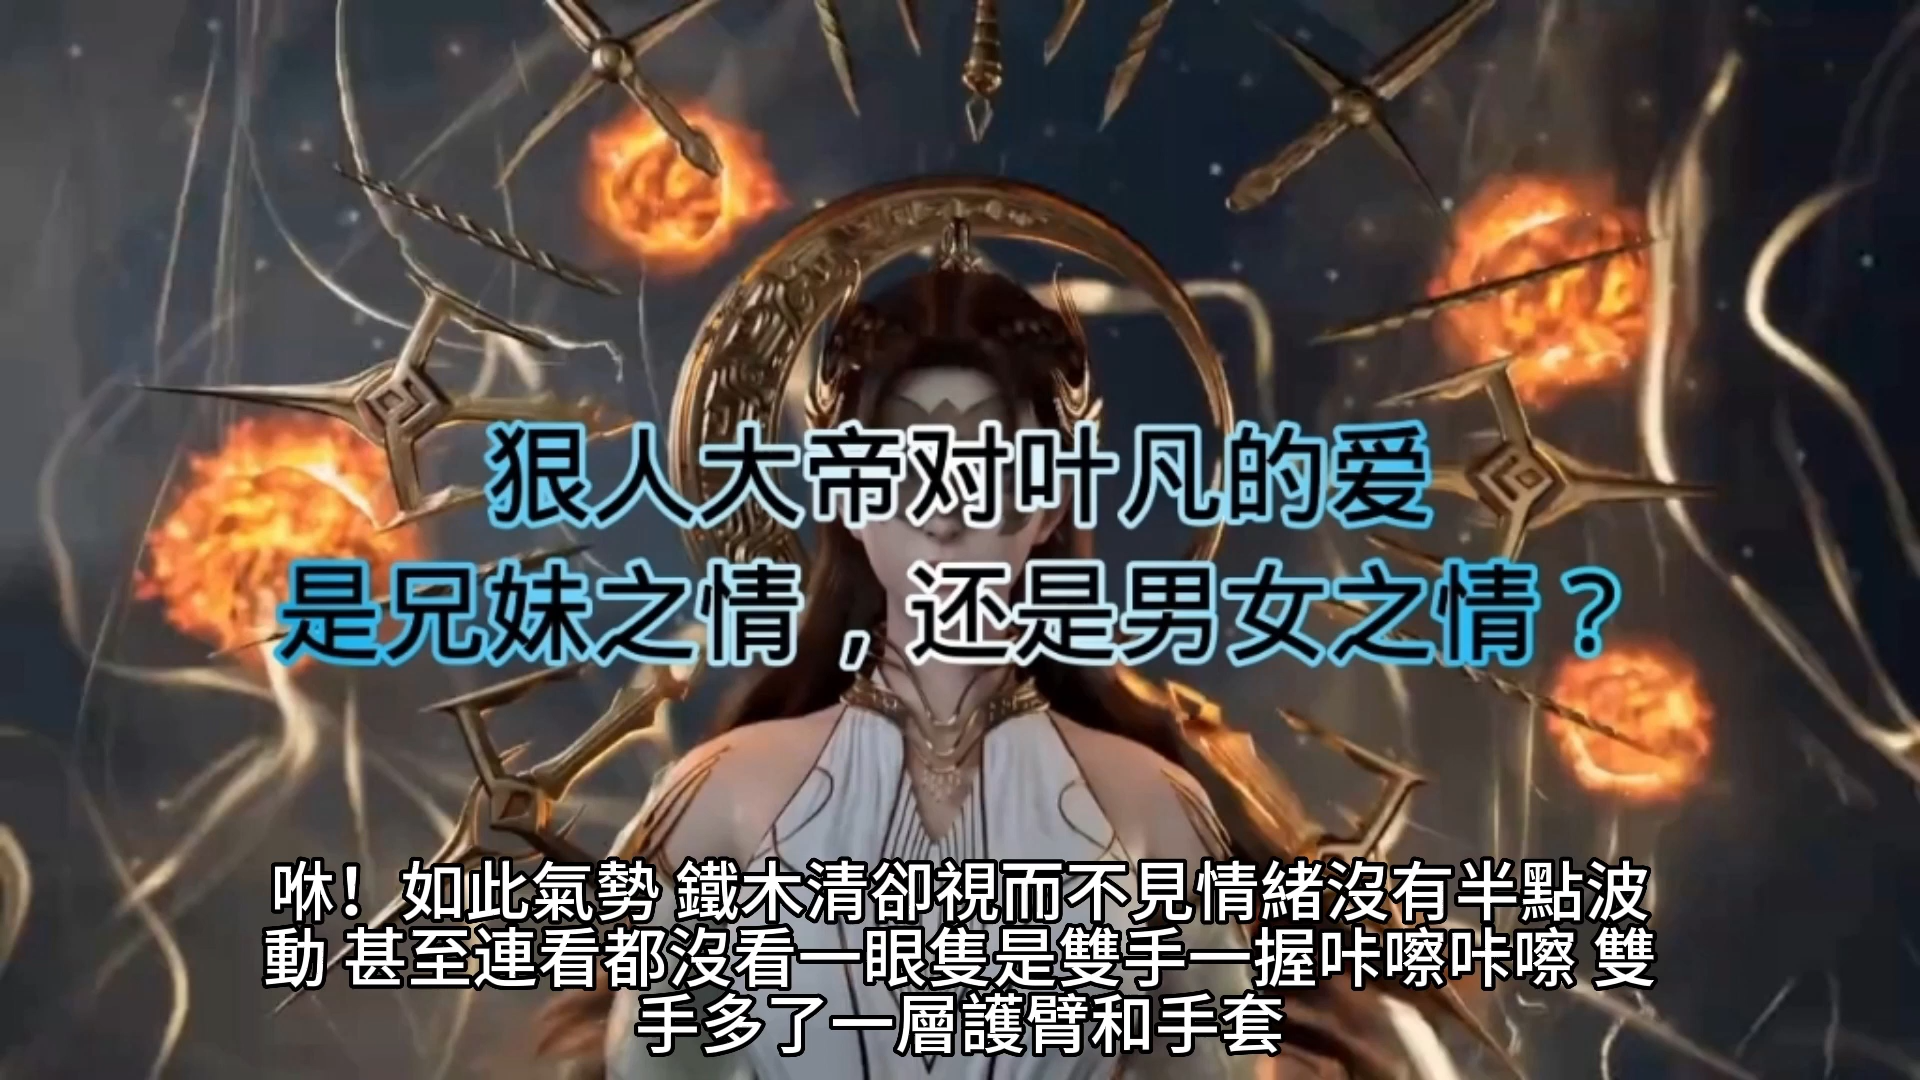 狠人大帝对叶凡的爱
是兄妹之情，还是男女之情？
咻！如此氣勢 鐵木清卻視而不見情緒沒有半點波
動 甚至連看都沒看一眼隻是雙手一握咔嚓咔嚓 雙
手多了一層護臂和手套